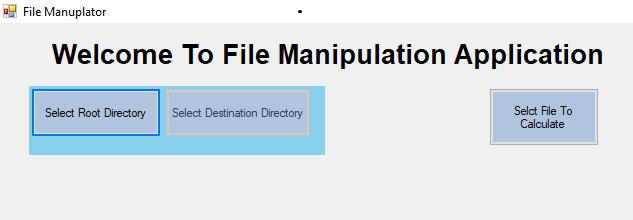 File Manuplator
Welcome To File Manipulation Application
Select Root Directory
Select Destination Directory
Selct File To
Calculate